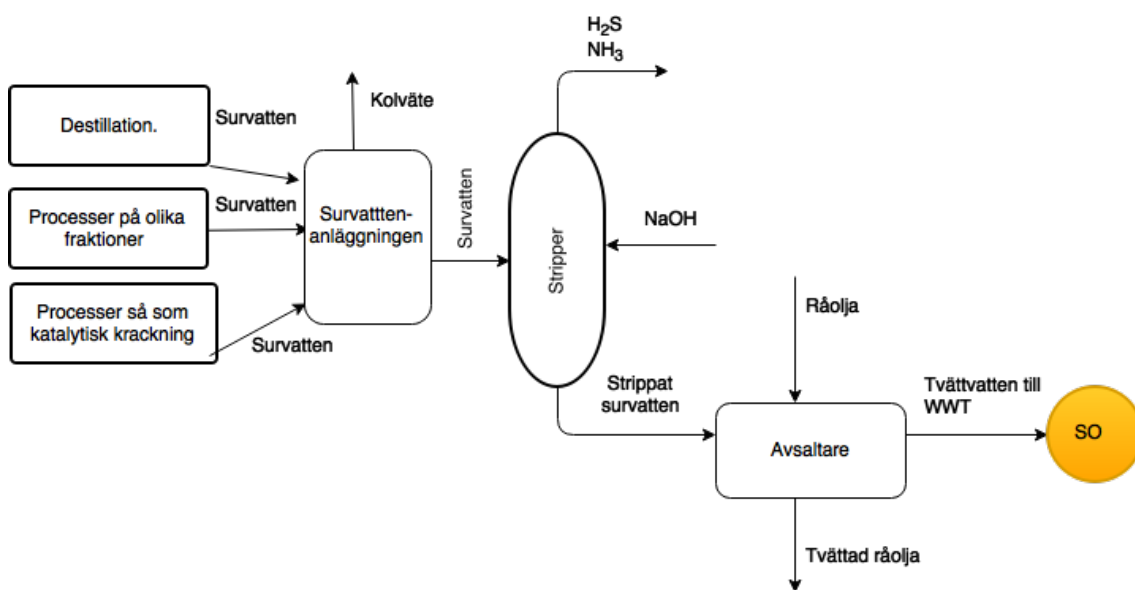 H2S
NH3
Kolväte
Survatten
Destillation.
Survatten
Processer på olika
fraktioner
Survattten-
anläggningen
Survatten
Stripper
NaOH
Processer så som
katalytisk krackning
Survatten
Råolja
Strippat
survatten
Tvättvatten till
WWT
Avsaltare
SO
Tvättad råolja